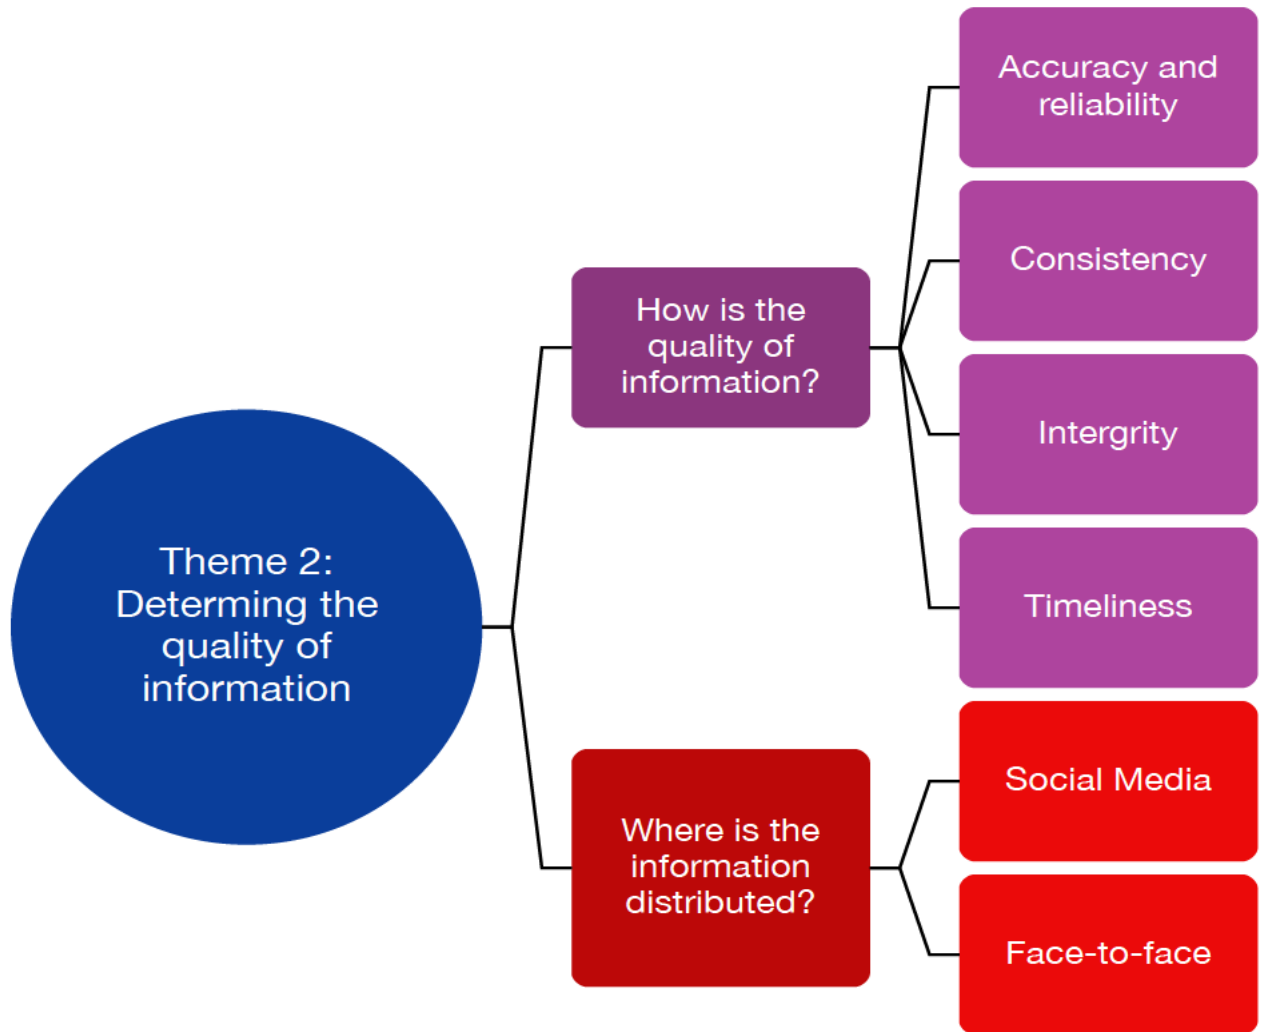 Theme 2:
Determing the
quality of
information
How is the
quality of
information?
Accuracy and
reliability
Consistency
Intergrity
Timeliness
Where is the
information
distributed?
Social Media
Face-to-face